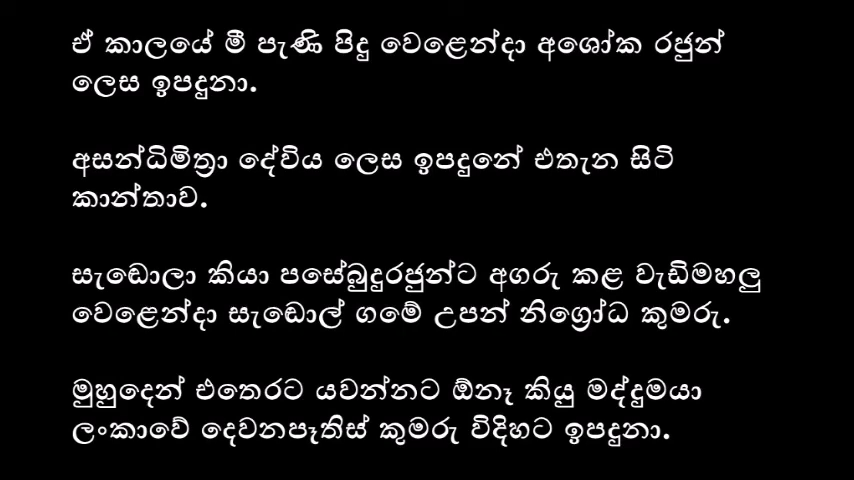 ඒ කාලයේ මී පැණි පිදු වෙළෙන්දා අශෝක රජුන්
ලෙස ඉපදුනා.
අසන්ධිමිත්‍රා දේවිය ලෙස ඉපදුනේ එතැන සිටි
කාන්තාව.
සැඬොලා කියා පසේබුදුරජුන්ට අගරු කළ වැඩිමහලු
වෙළෙන්දා සැඬොල් ගමේ උපන් නිග්‍රෝධ කුමරු.
මුහුදෙන් එතෙරට යවන්නට ඕනෑ කියු මද්දුමයා
ලංකාවේ දෙවනපෑතිස් කුමරු විදිහට ඉපදුනා.